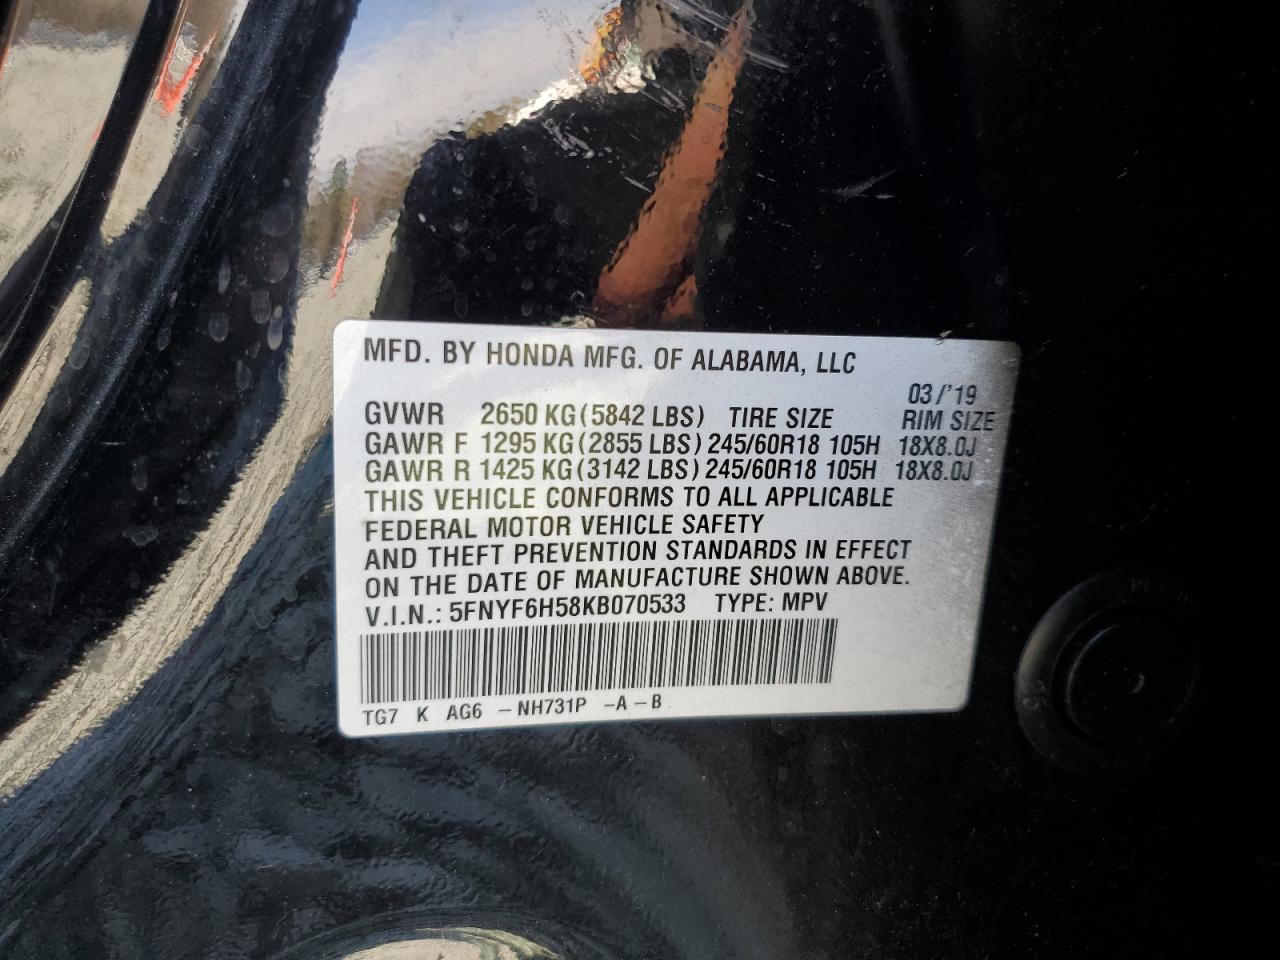 MFD. BY HONDA MFG. OF ALABAMA, LLC
03/'19
GVWR 2650 KG(5842 LBS) TIRE SIZE RIM SIZE
GAWR F 1295 KG(2855 LBS) 245/60R18 105H 18X8.0J
GAWR R 1425 KG(3142 LBS) 245/60R18 105H 18X8.0J
THIS VEHICLE CONFORMS TO ALL APPLICABLE
FEDERAL MOTOR VEHICLE SAFETY
AND THEFT PREVENTION STANDARDS IN EFFECT
ON THE DATE OF MANUFACTURE SHOWN ABOVE.
V.I.N.: 5FNYF6H58KB070533 TYPE: MPV
TG7 K AG6 -NH731P -A-B